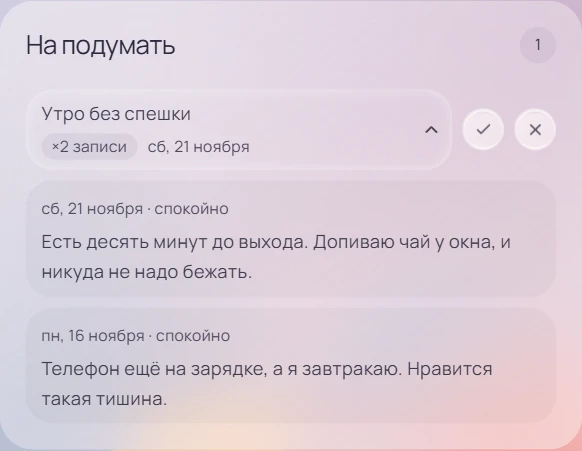 На подумать
1
Утро без спешки
×2 записи сб, 21 ноября
сб, 21 ноября · спокойно
Есть десять минут до выхода. Допиваю чай у окна, и
никуда не надо бежать.
пн, 16 ноября · спокойно
Телефон ещё на зарядке, а я завтракаю. Нравится
такая тишина.